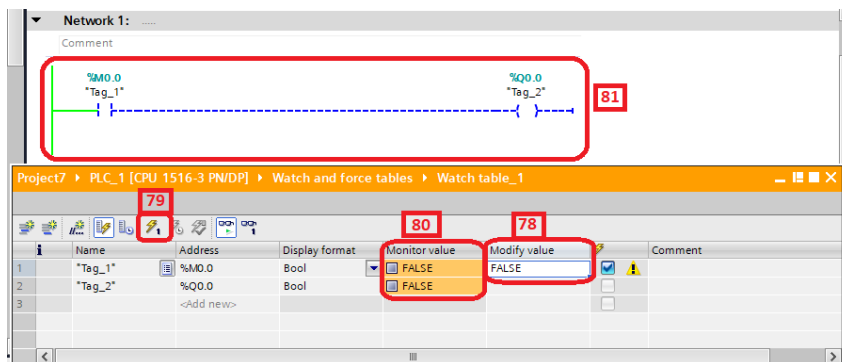 Network 1: .....
Comment
%M0.0 %Q0.0
"Tag_1" "Tag_2"
81
Project7 ▸ PLC_1 [CPU 1516-3 PN/DP] ▸ Watch and force tables ▸ Watch table_1
79
80 78
i Name Address Display format Monitor value Modify value Comment
1 "Tag_1" %M0.0 Bool FALSE FALSE
2 "Tag_2" %Q0.0 Bool FALSE
3 <Add new>